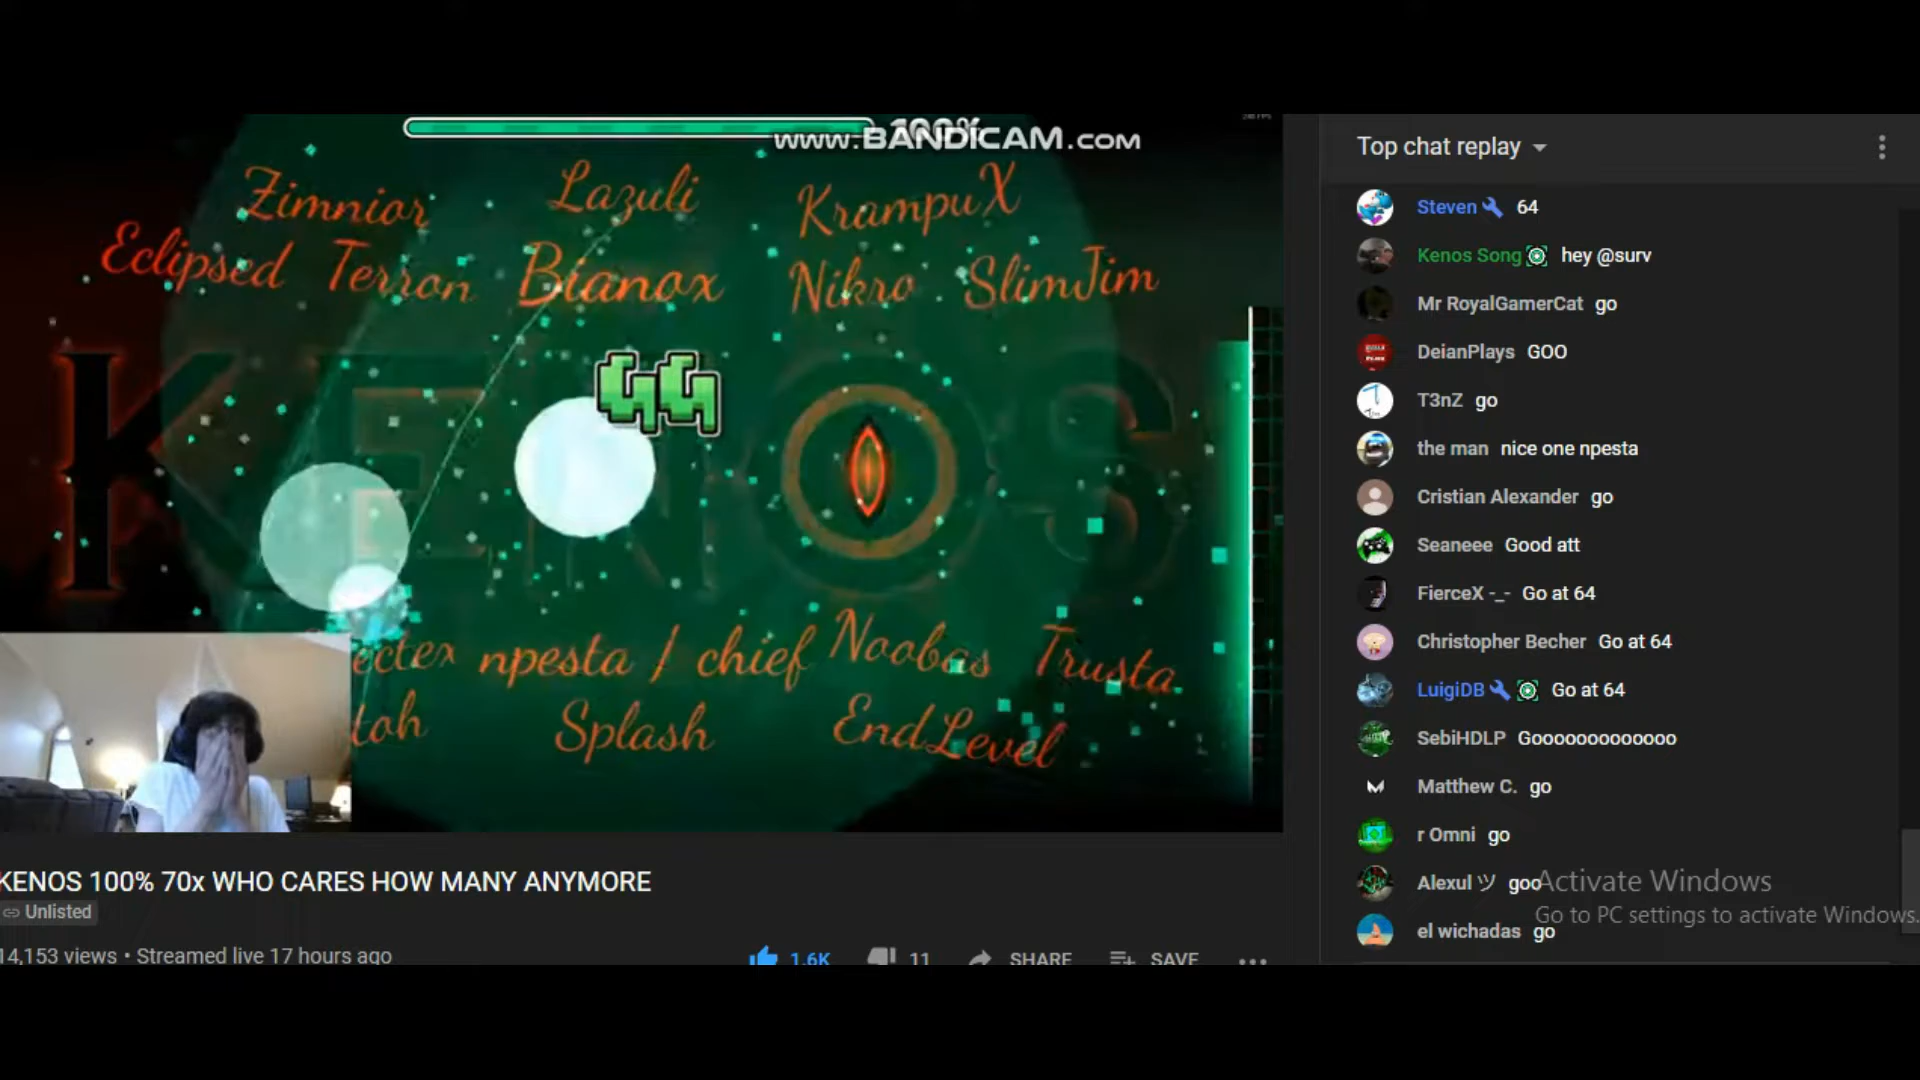 100%
www.BANDICAM.com
Zimnior Lazuli KrampuX
Eclipsed Terron Bianox Nikro SlimJim
GG
KENOS
npesta / chief Noobas Trusta
Splash EndLevel
KENOS 100% 70x WHO CARES HOW MANY ANYMORE
Unlisted
14,153 views • Streamed live 17 hours ago
1.6K 11 SHARE SAVE
Top chat replay
Steven 64
Kenos Song hey @surv
Mr RoyalGamerCat go
DeianPlays GOO
T3nZ go
the man nice one npesta
Cristian Alexander go
Seaneee Good att
FierceX -_- Go at 64
Christopher Becher Go at 64
LuigiDB Go at 64
SebiHDLP Gooooooooooooo
Matthew C. go
r Omni go
Alexul ツ goo
el wichadas go
Activate Windows
Go to PC settings to activate Windows.